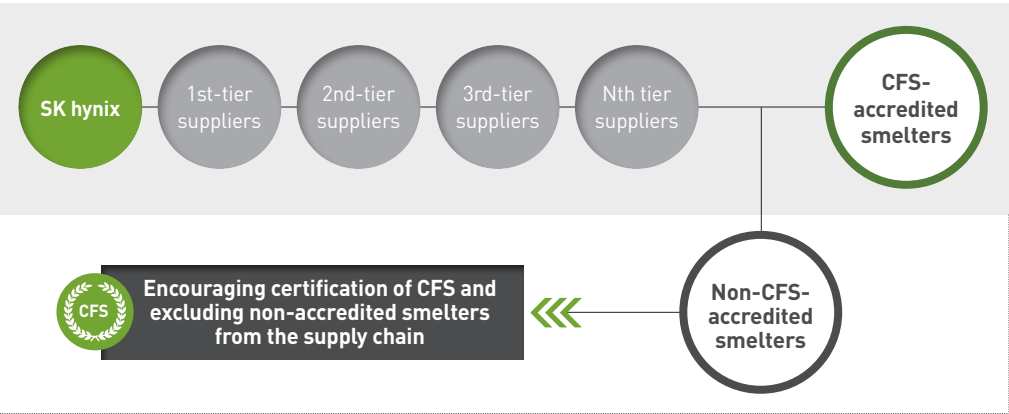 SK hynix
1st-tier
suppliers
2nd-tier
suppliers
3rd-tier
suppliers
Nth tier
suppliers
CFS-
accredited
smelters
CFS
Encouraging certification of CFS and
excluding non-accredited smelters
from the supply chain
Non-CFS-
accredited
smelters